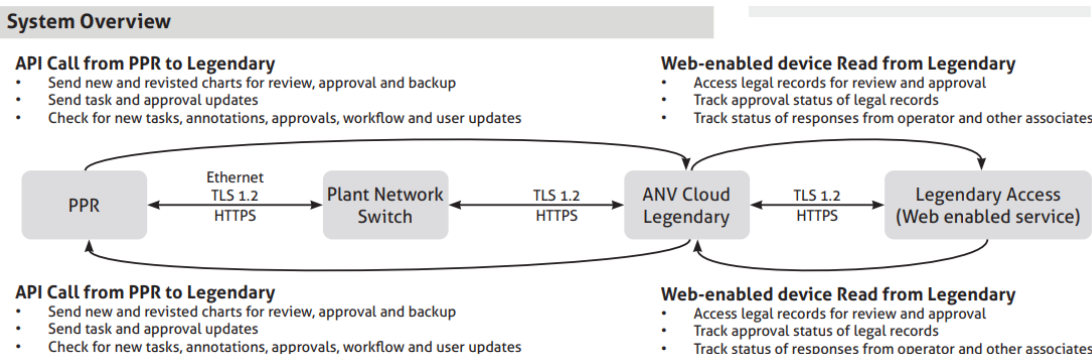 System Overview
API Call from PPR to Legendary
• Send new and revisted charts for review, approval and backup
• Send task and approval updates
• Check for new tasks, annotations, approvals, workflow and user updates
Web-enabled device Read from Legendary
• Access legal records for review and approval
• Track approval status of legal records
• Track status of responses from operator and other associates
PPR
Ethernet
TLS 1.2
HTTPS
Plant Network
Switch
TLS 1.2
HTTPS
ANV Cloud
Legendary
TLS 1.2
HTTPS
Legendary Access
(Web enabled service)
API Call from PPR to Legendary
• Send new and revisted charts for review, approval and backup
• Send task and approval updates
• Check for new tasks, annotations, approvals, workflow and user updates
Web-enabled device Read from Legendary
• Access legal records for review and approval
• Track approval status of legal records
• Track status of responses from operator and other associates